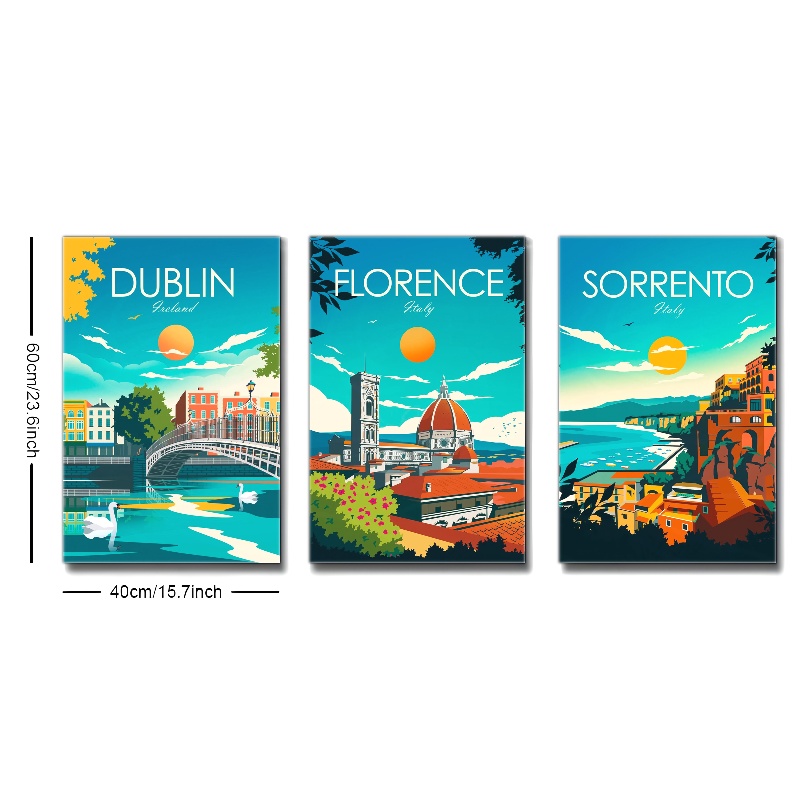 DUBLIN
Ireland
FLORENCE
Italy
SORRENTO
Italy
60cm/23.6inch
40cm/15.7inch